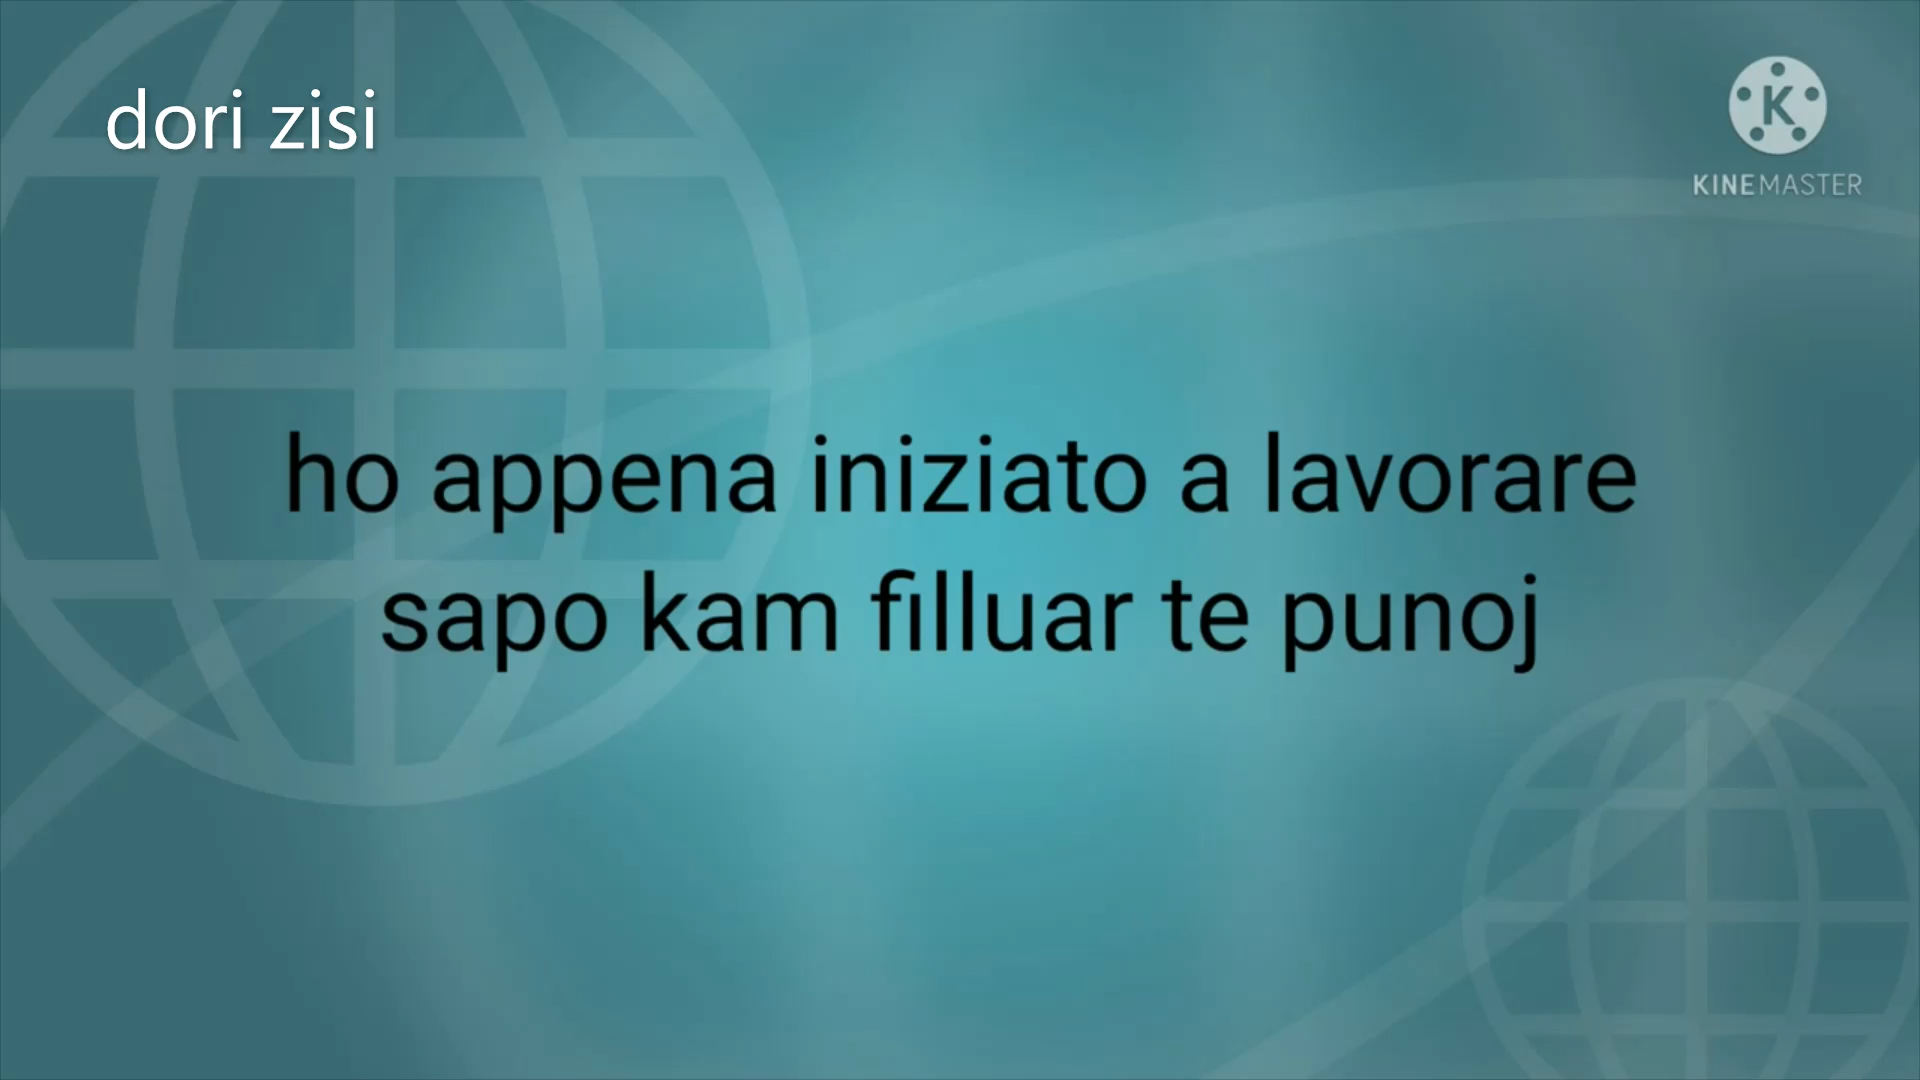 dori zisi
K
KINEMASTER
ho appena iniziato a lavorare
sapo kam filluar te punoj